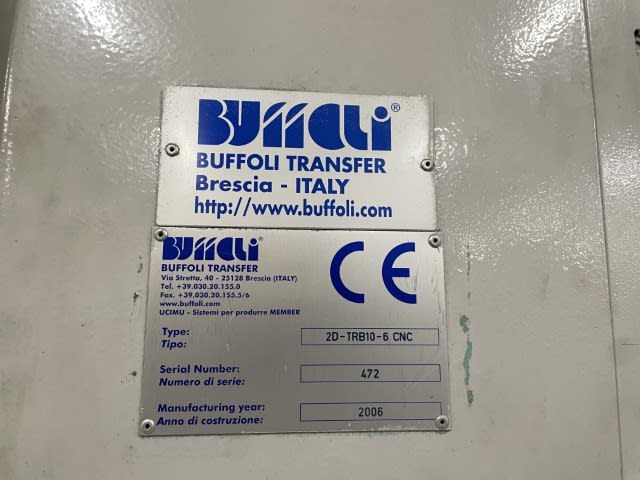 BUFFOLI®
BUFFOLI TRANSFER
Brescia - ITALY
http://www.buffoli.com
BUFFOLI®
BUFFOLI TRANSFER
Via Stretta, 40 - 25128 Brescia (ITALY)
Tel. +39.030.20.155.0
Fax. +39.030.20.155.5/6
www.buffoli.com
UCIMU - Sistemi per produrre MEMBER
CE
Type: 2D-TRB10-6 CNC
Tipo:
Serial Number: 472
Numero di serie:
Manufacturing year: 2006
Anno di costruzione: